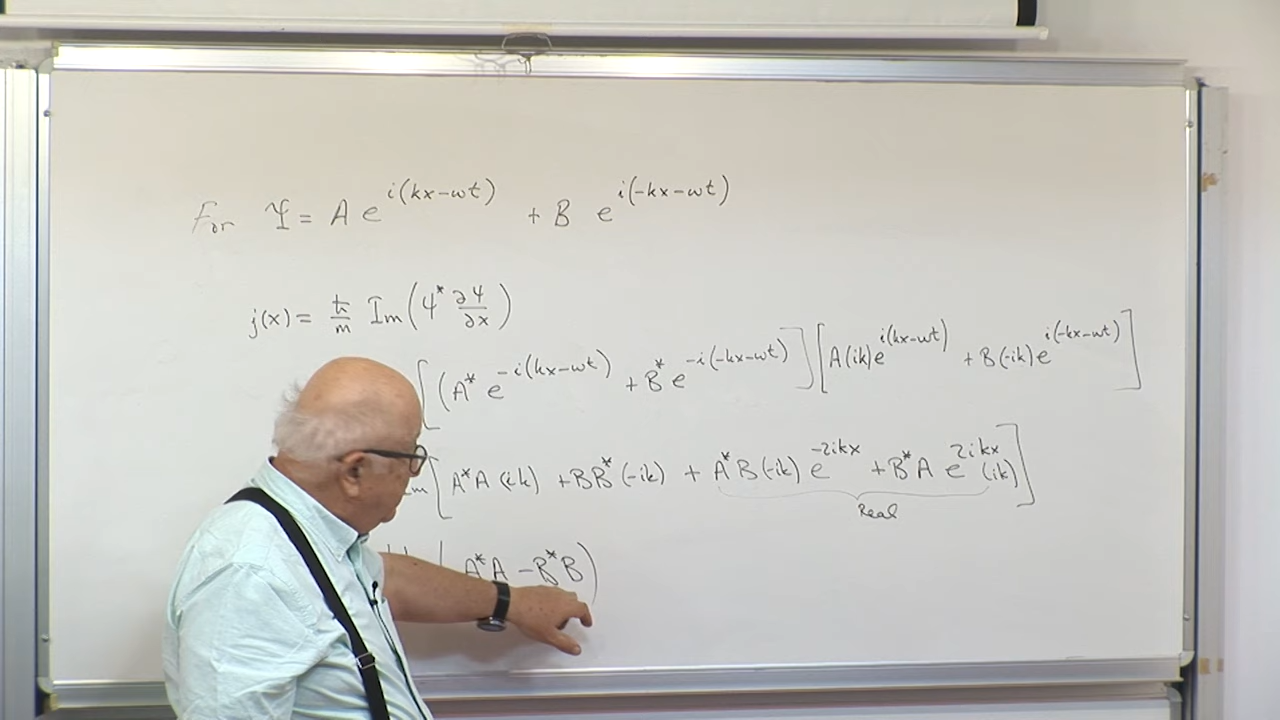 For Ψ = A e^{i(kx-ωt)} + B e^{i(-kx-ωt)}
j(x) = ħ/m Im(ψ* ∂ψ/∂x)
[(A* e^{-i(kx-ωt)} + B* e^{-i(-kx-ωt)}] [A(ik)e^{i(kx-ωt)} + B(-ik)e^{i(-kx-ωt)}]
Im[A*A (ik) + BB* (-ik) + A*B(-ik) e^{-2ikx} + B*A e^{2ikx} (ik)]
Real
(A*A - B*B)